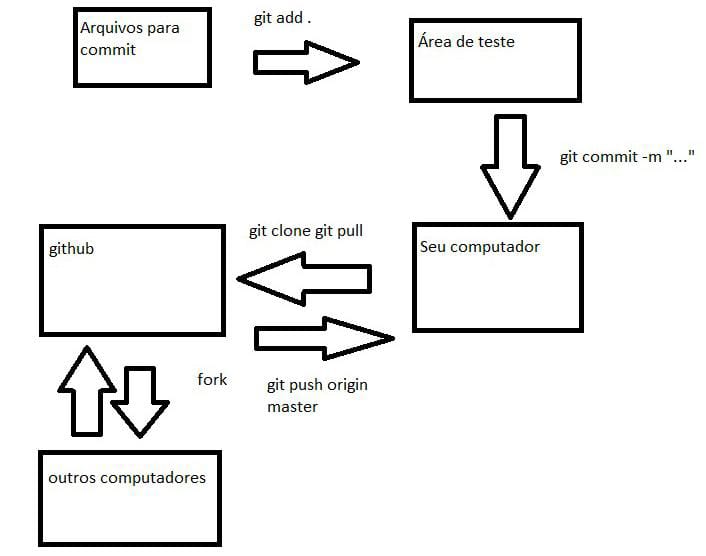 Arquivos para
commit
git add .
Área de teste
git commit -m "..."
Seu computador
git clone git pull
github
git push origin
master
fork
outros computadores